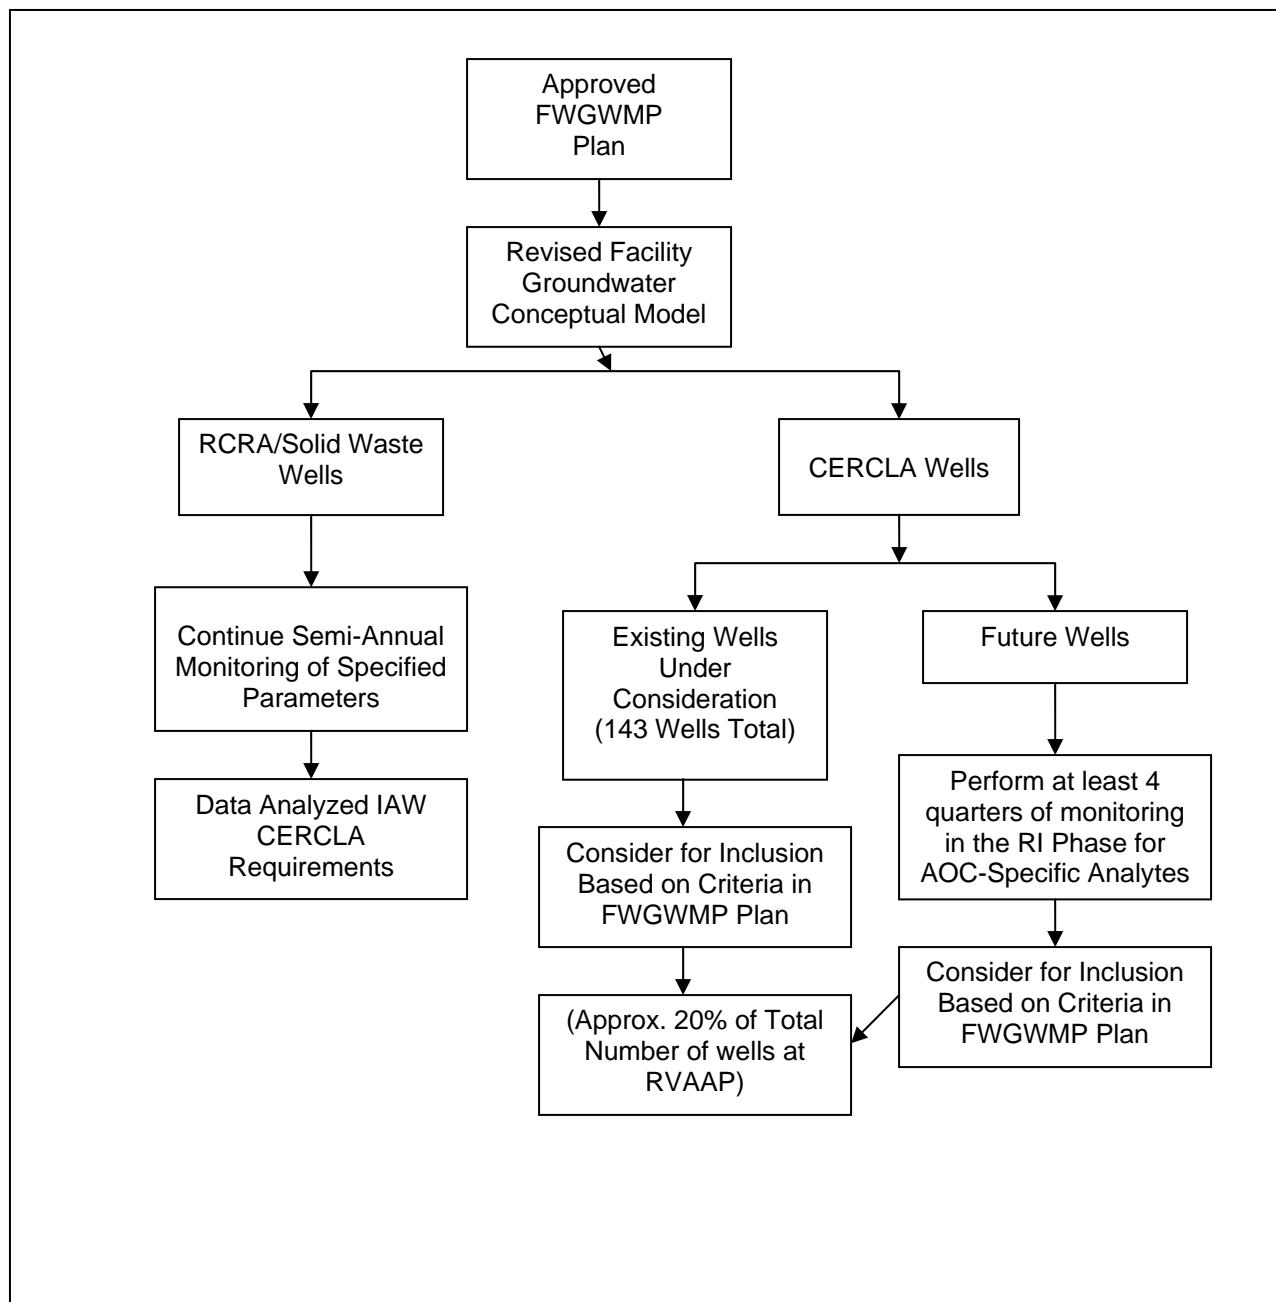 Approved
FWGWMP
Plan
Revised Facility
Groundwater
Conceptual Model
RCRA/Solid Waste
Wells
CERCLA Wells
Continue Semi-Annual
Monitoring of Specified
Parameters
Existing Wells
Under
Consideration
(143 Wells Total)
Future Wells
Data Analyzed IAW
CERCLA
Requirements
Perform at least 4
quarters of monitoring
in the RI Phase for
AOC-Specific Analytes
Consider for Inclusion
Based on Criteria in
FWGWMP Plan
Consider for Inclusion
Based on Criteria in
FWGWMP Plan
(Approx. 20% of Total
Number of wells at
RVAAP)